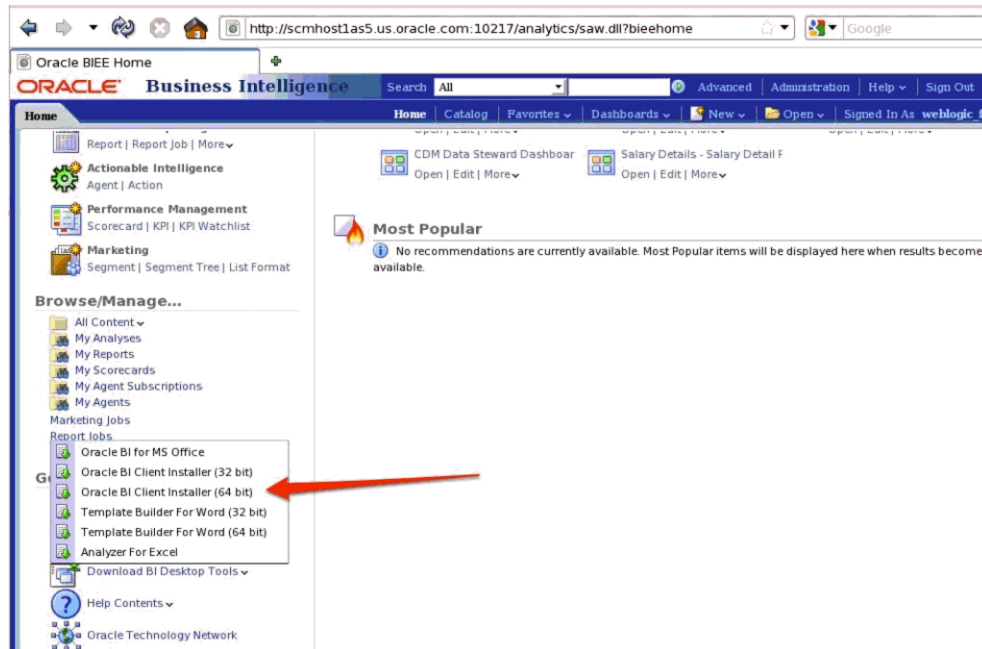 http://scmhost1as5.us.oracle.com:10217/analytics/saw.dll?bieehome
Google
Oracle BIEE Home
ORACLE Business Intelligence
Search All
Advanced Administration Help Sign Out
Home
Home Catalog Favorites Dashboards New Open Signed In As weblogic_f
Report | Report Job | More
Actionable Intelligence
Agent | Action
Performance Management
Scorecard | KPI | KPI Watchlist
Marketing
Segment | Segment Tree | List Format
CDM Data Steward Dashboar
Open | Edit | More
Salary Details - Salary Detail F
Open | Edit | More
Most Popular
No recommendations are currently available. Most Popular items will be displayed here when results become
available.
Browse/Manage...
All Content
My Analyses
My Reports
My Scorecards
My Agent Subscriptions
My Agents
Marketing Jobs
Report Jobs
Oracle BI for MS Office
Oracle BI Client Installer (32 bit)
Oracle BI Client Installer (64 bit)
Template Builder For Word (32 bit)
Template Builder For Word (64 bit)
Analyzer For Excel
Download BI Desktop Tools
Help Contents
Oracle Technology Network